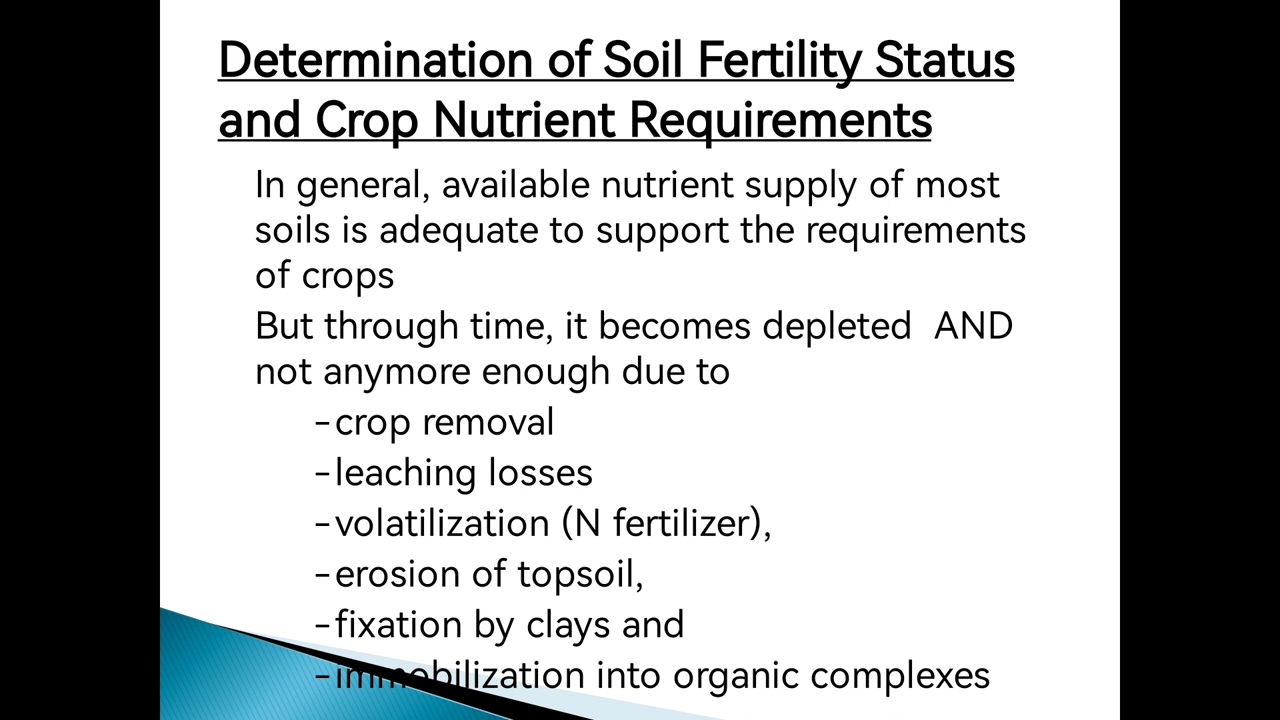 Determination of Soil Fertility Status
and Crop Nutrient Requirements
In general, available nutrient supply of most
soils is adequate to support the requirements
of crops
But through time, it becomes depleted  AND
not anymore enough due to
-crop removal
-leaching losses
-volatilization (N fertilizer),
-erosion of topsoil,
-fixation by clays and
-immobilization into organic complexes